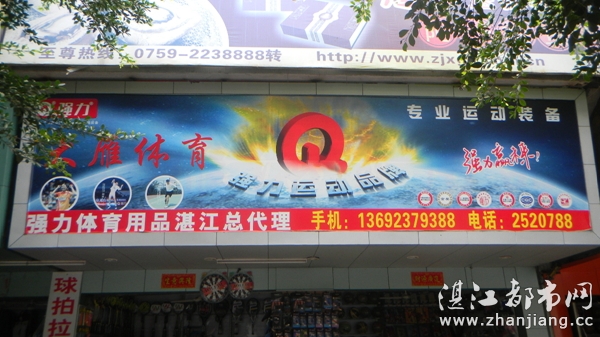 至尊热线：0759-2238888转
http://www.zjx
cn
强力
专业运动装备
大雁体育
Q
强力运动品牌
强力赢球
强力体育用品湛江总代理 手机：13692379388 电话：2520788
球拍拉
湛江都市网
www.zhanjiang.cc